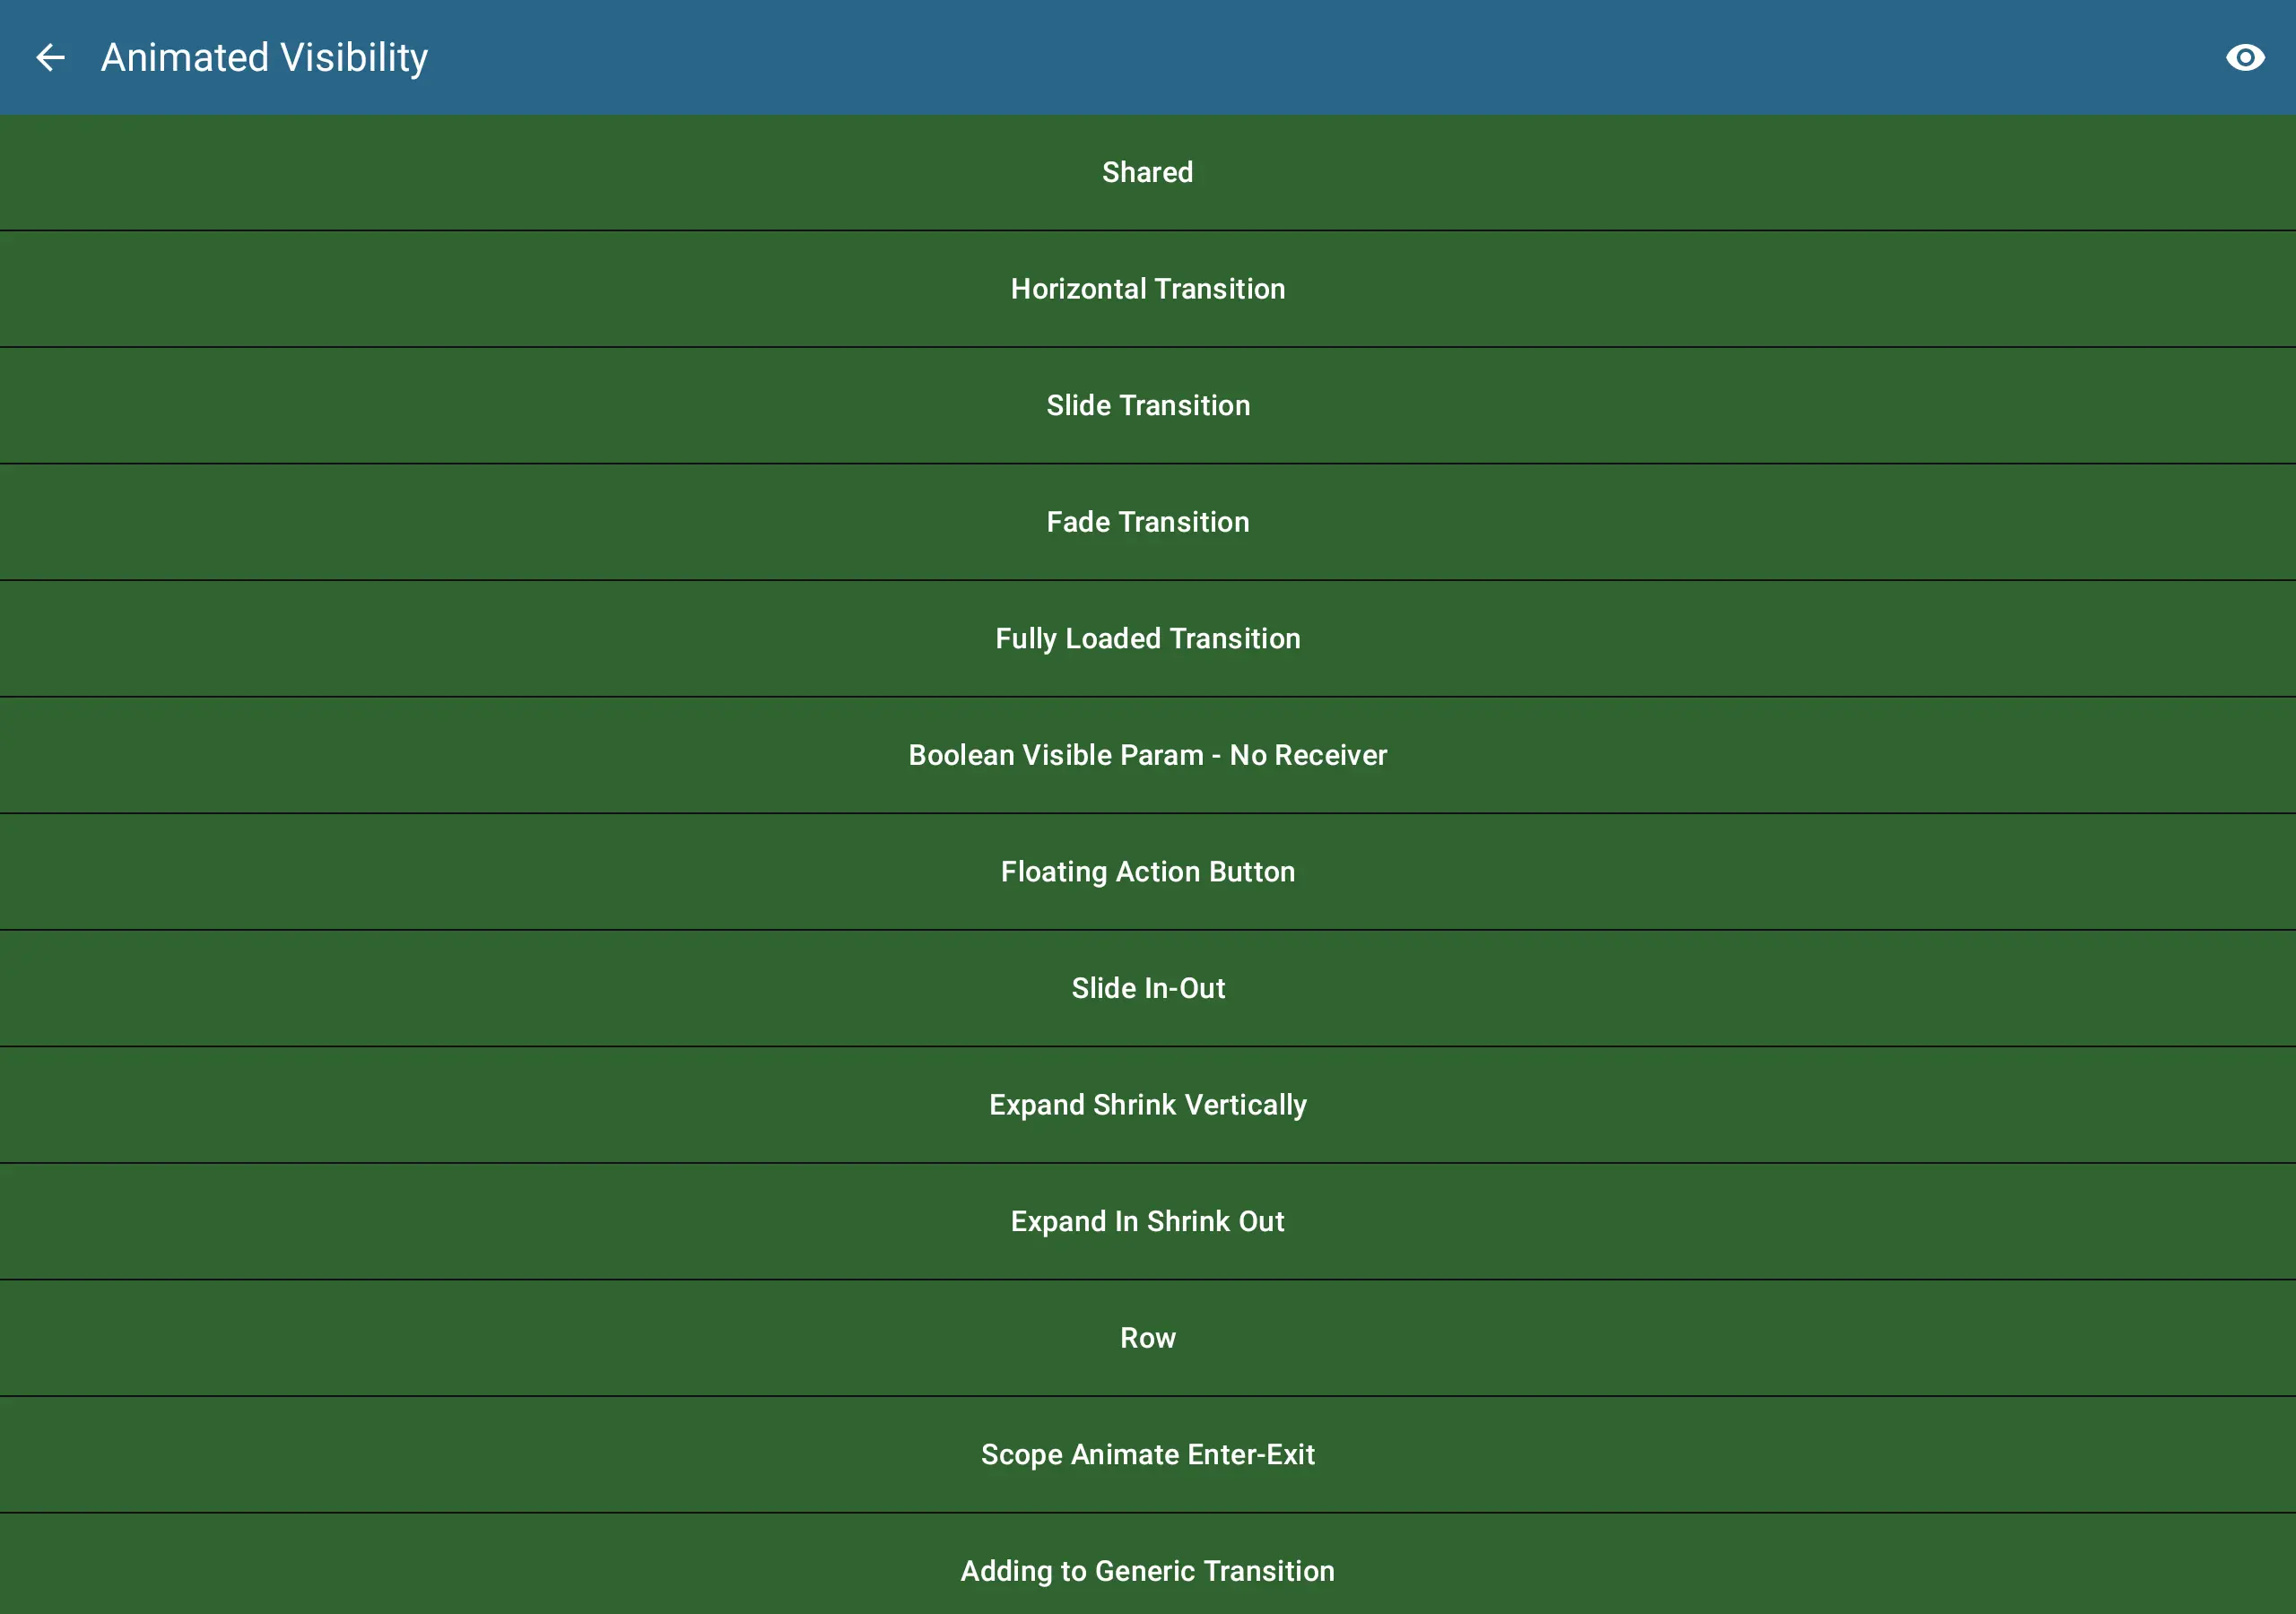 Animated Visibility
Shared
Horizontal Transition
Slide Transition
Fade Transition
Fully Loaded Transition
Boolean Visible Param - No Receiver
Floating Action Button
Slide In-Out
Expand Shrink Vertically
Expand In Shrink Out
Row
Scope Animate Enter-Exit
Adding to Generic Transition